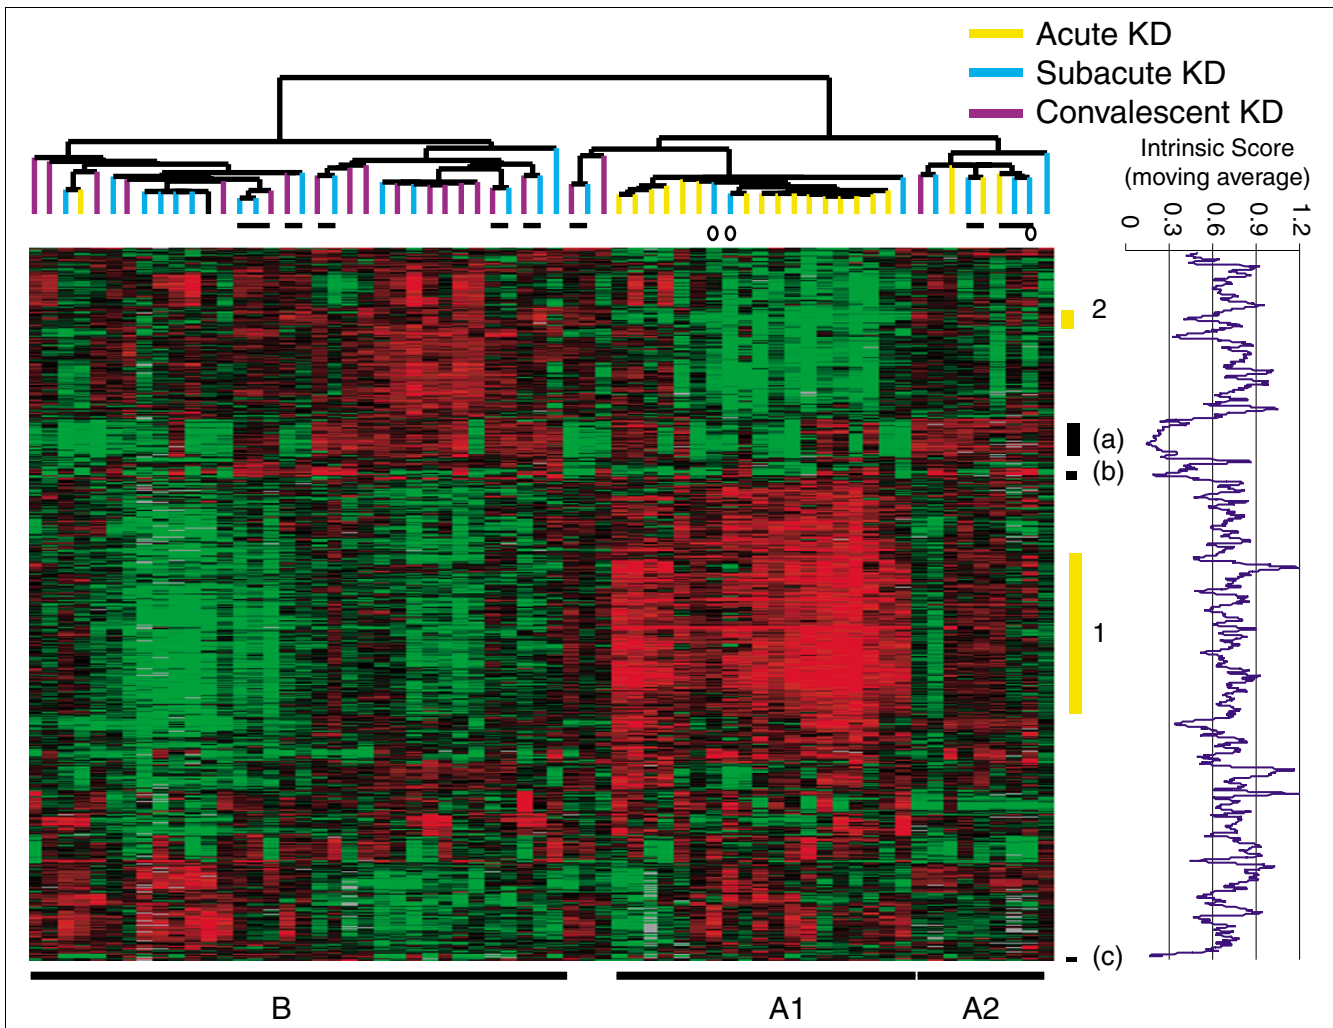 Acute KD
Subacute KD
Convalescent KD
Intrinsic Score
(moving average)
0
0.3
0.6
0.9
1.2
2
(a)
(b)
1
(c)
B
A1
A2